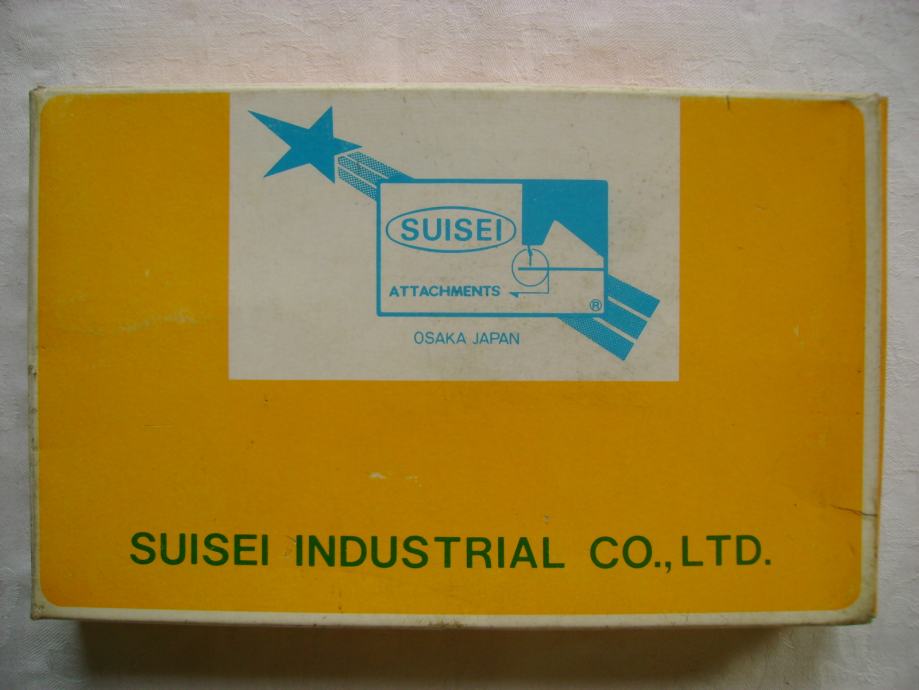 SUISEI
ATTACHMENTS
®
OSAKA JAPAN
SUISEI INDUSTRIAL CO., LTD.